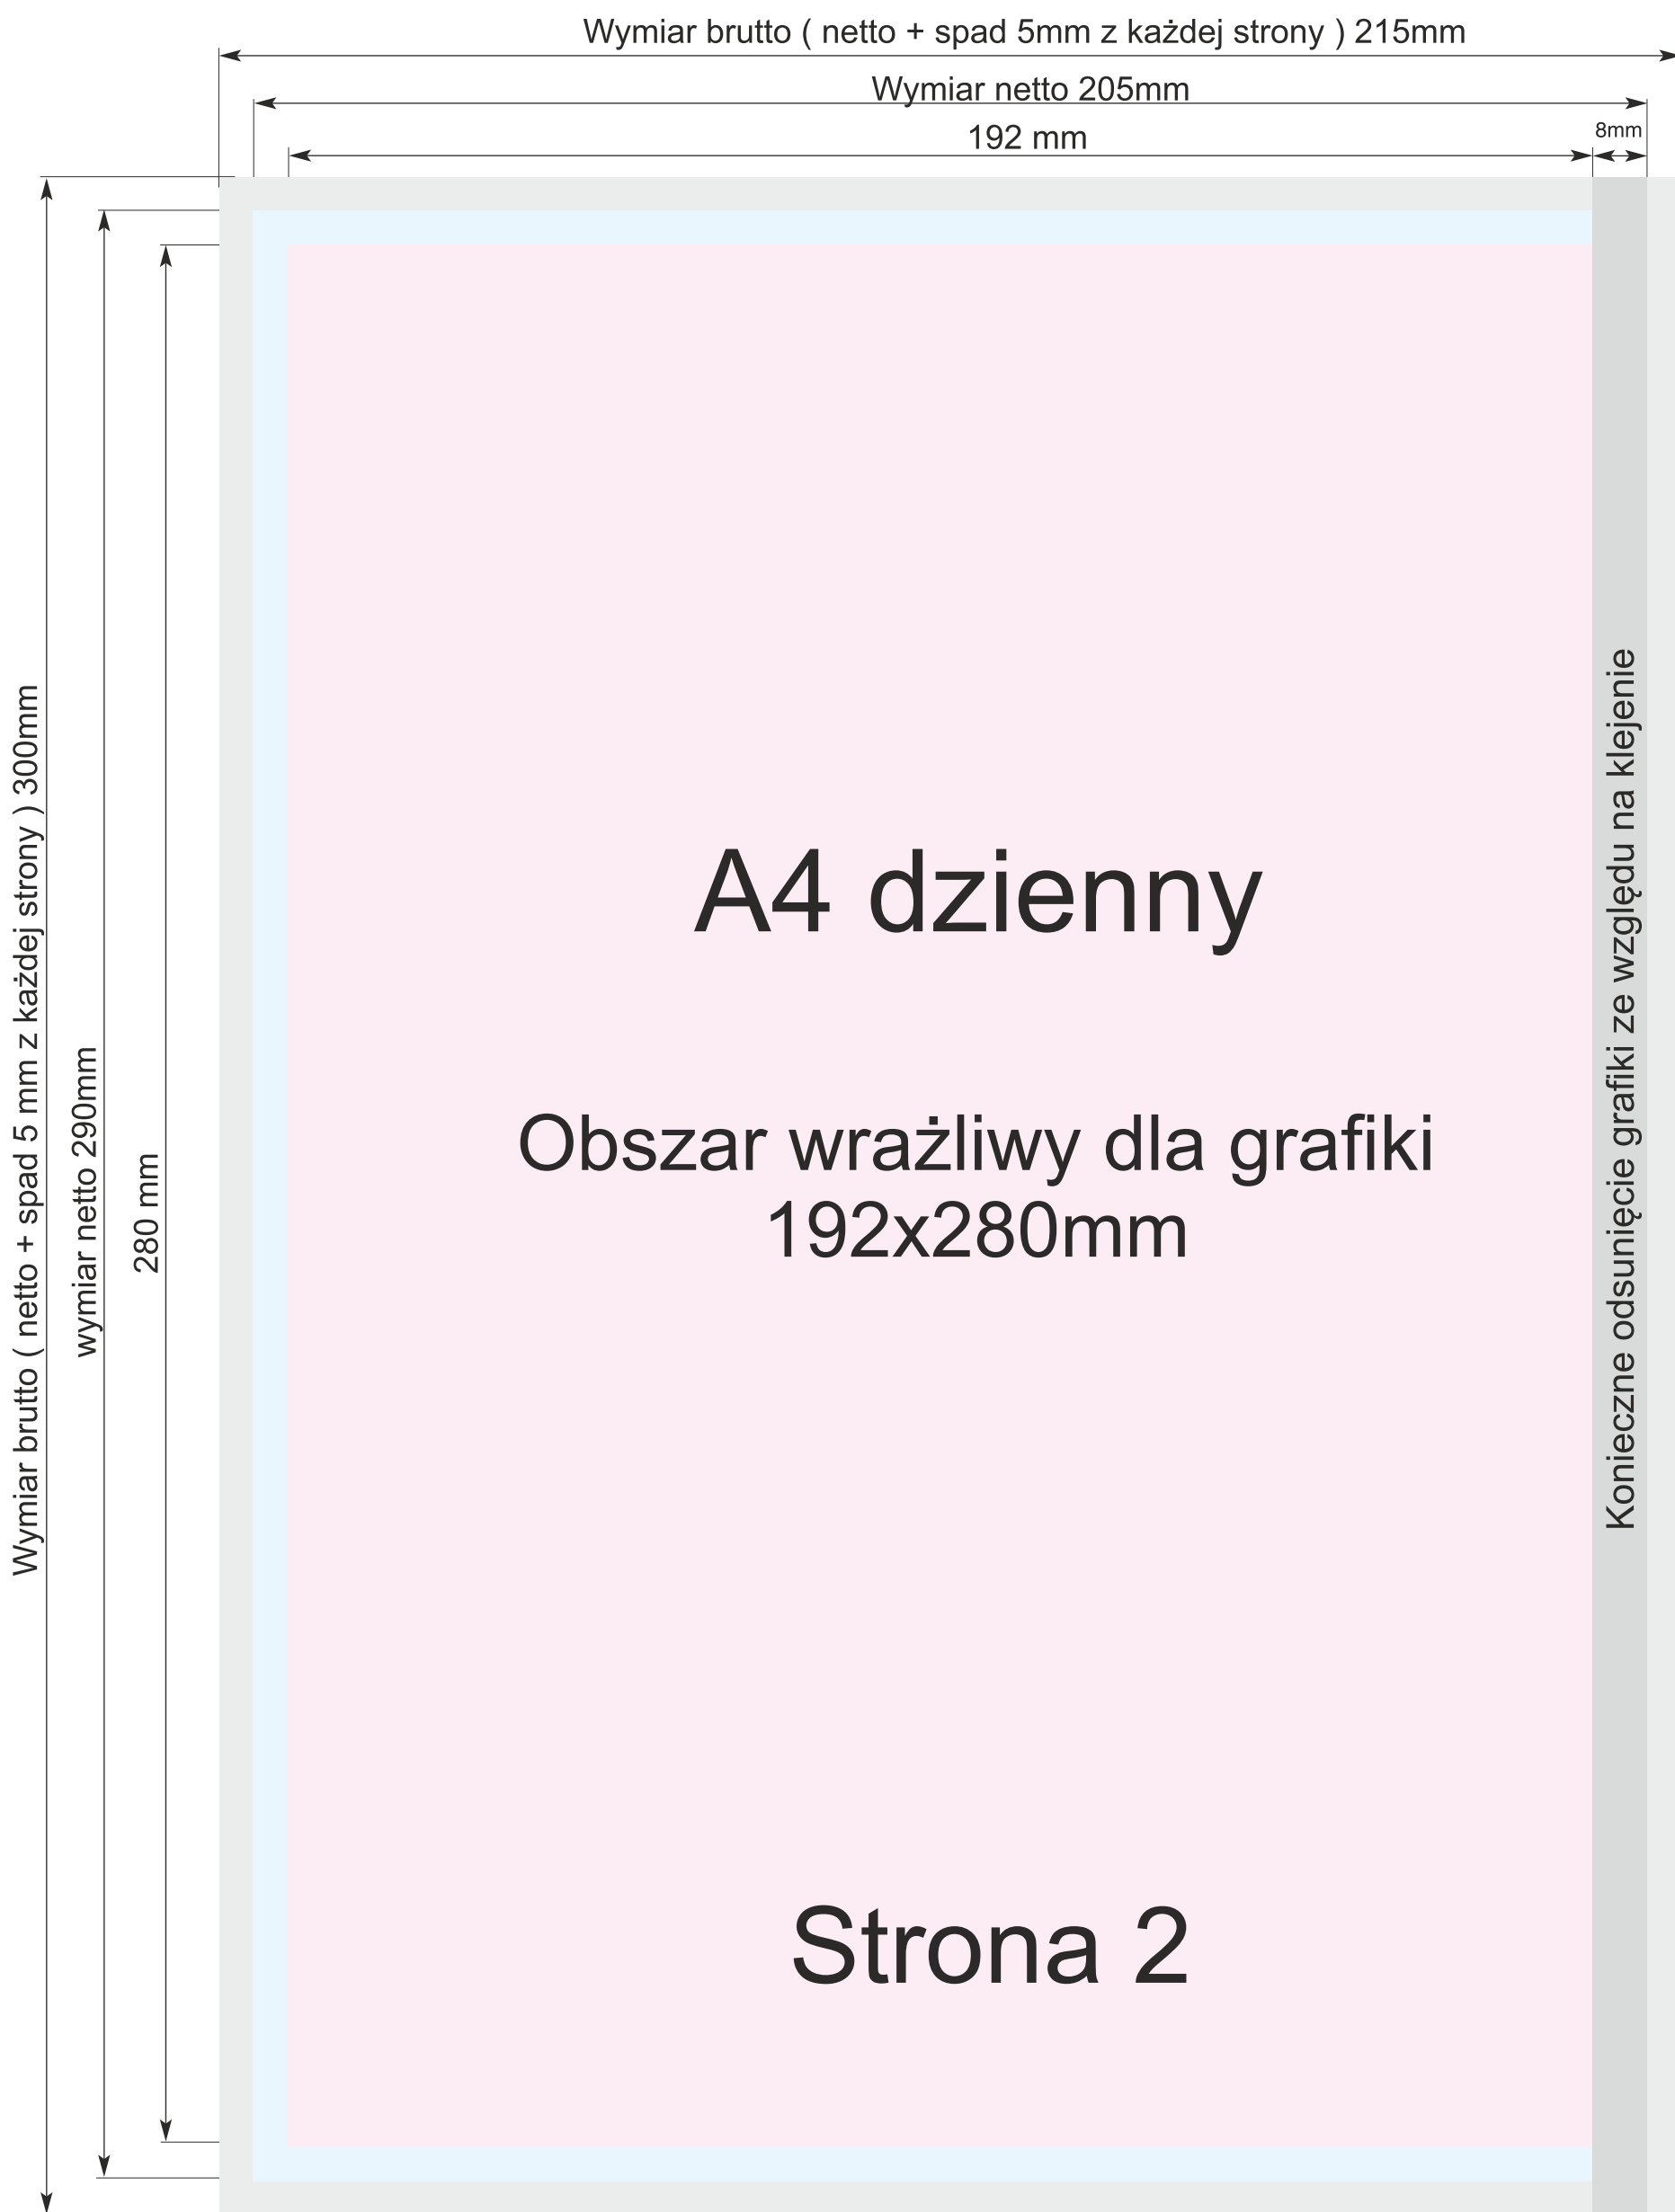 Wymiar brutto ( netto + spad 5mm z każdej strony ) 215mm
Wymiar netto 205mm
192 mm
8mm
Wymiar brutto ( netto + spad 5 mm z każdej strony ) 300mm
wymiar netto 290mm
280 mm
A4 dzienny
Obszar wrażliwy dla grafiki
192x280mm
Strona 2
Konieczne odsunięcie grafiki ze względu na klejenie